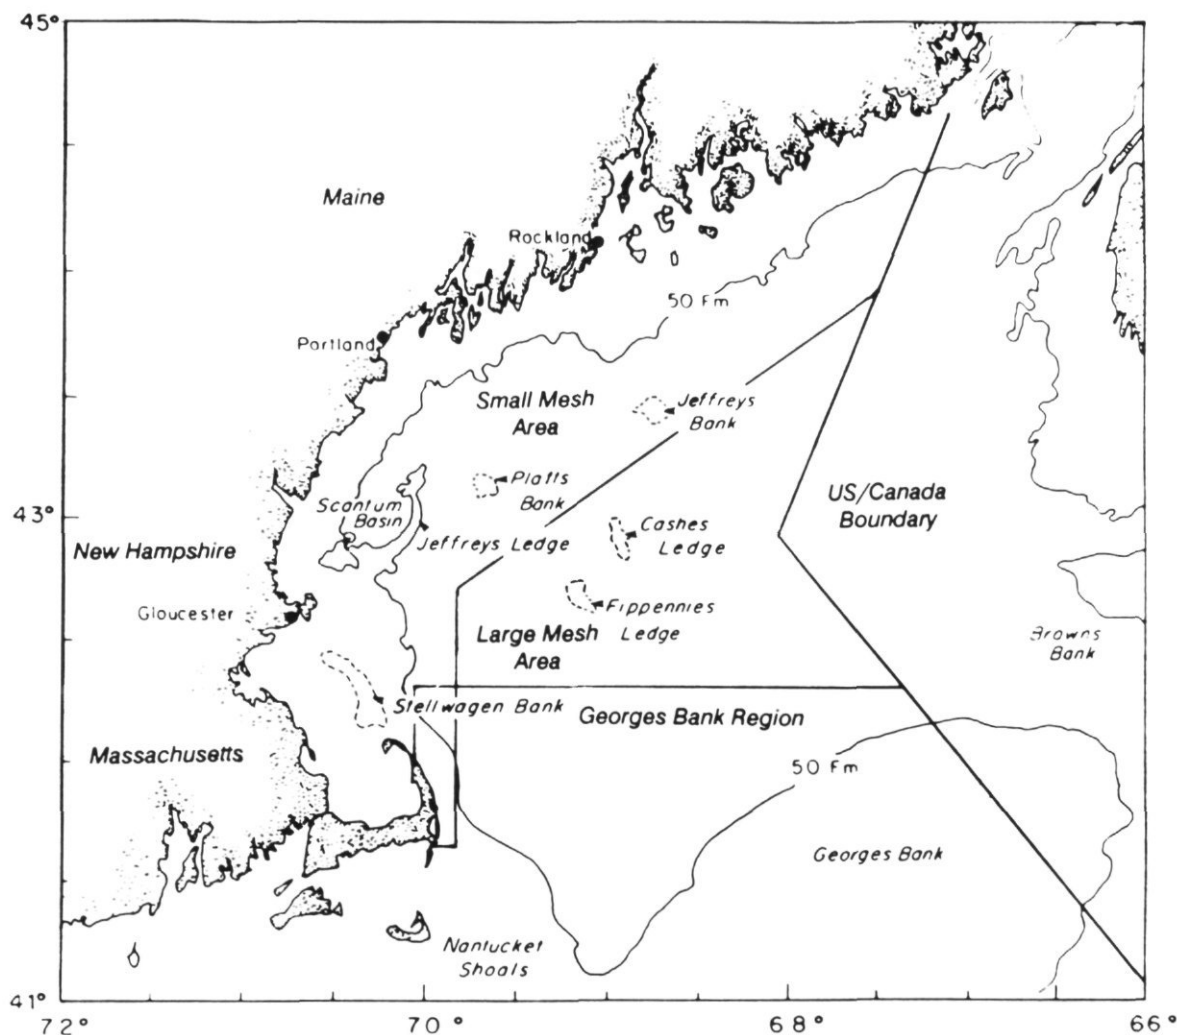 45°
Maine
Rockland
50 Fm
Portland
Small Mesh
Area
Jeffreys
Bank
Platts
Bank
Scantum
Basin
43°
US/Canada
Boundary
Cashes
Ledge
Jeffreys Ledge
New Hampshire
Gloucester
Fippennies
Ledge
Large Mesh
Area
Browns
Bank
Stellwagen Bank
Georges Bank Region
Massachusetts
50 Fm
Georges Bank
Nantucket
Shoals
41°
72°
70°
68°
66°